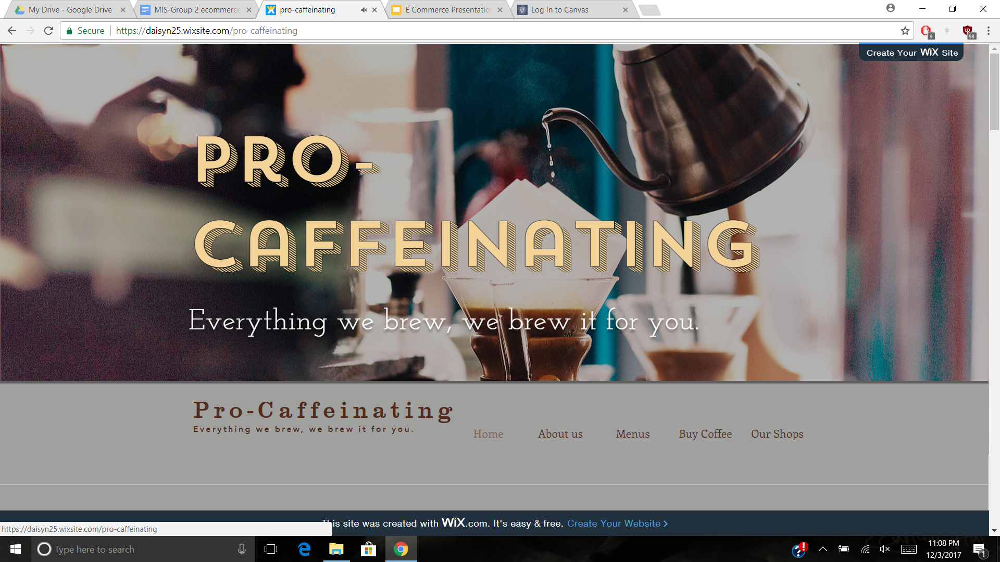 My Drive - Google Drive
MIS-Group 2 ecommerce
pro-caffeinating
E Commerce Presentatio
Log In to Canvas
Secure
https://daisyn25.wixsite.com/pro-caffeinating
9
98
Create Your WiX Site
PRO-
CAFFEINATING
Everything we brew, we brew it for you.
Pro-Caffeinating
Everything we brew, we brew it for you.
Home
About us
Menus
Buy Coffee
Our Shops
This site was created with WiX.com. It's easy & free. Create Your Website >
https://daisyn25.wixsite.com/pro-caffeinating
Type here to search
11:08 PM
12/3/2017
1